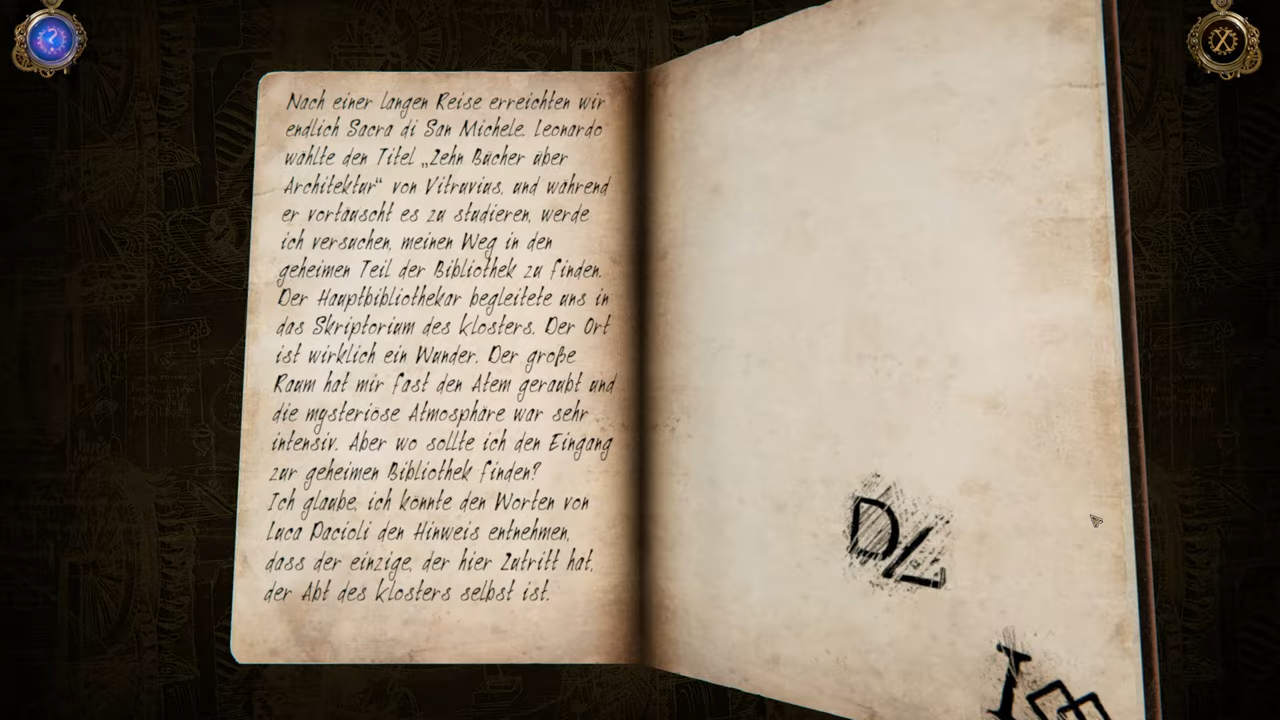 Nach einer langen Reise erreichten wir
endlich Sacra di San Michele. Leonardo
wählte den Titel „Zehn Bücher über
Architektur“ von Vitruvius, und während
er vortäuscht es zu studieren, werde
ich versuchen, meinen Weg in den
geheimen Teil der Bibliothek zu finden.
Der Hauptbibliothekar begleitete uns in
das Skriptorium des Klosters. Der Ort
ist wirklich ein Wunder. Der große
Raum hat mir fast den Atem geraubt und
die mysteriöse Atmosphäre war sehr
intensiv. Aber wo sollte ich den Eingang
zur geheimen Bibliothek finden?
Ich glaube, ich könnte den Worten von
Luca Pacioli den Hinweis entnehmen,
dass der einzige, der hier Zutritt hat,
der Abt des Klosters selbst ist.